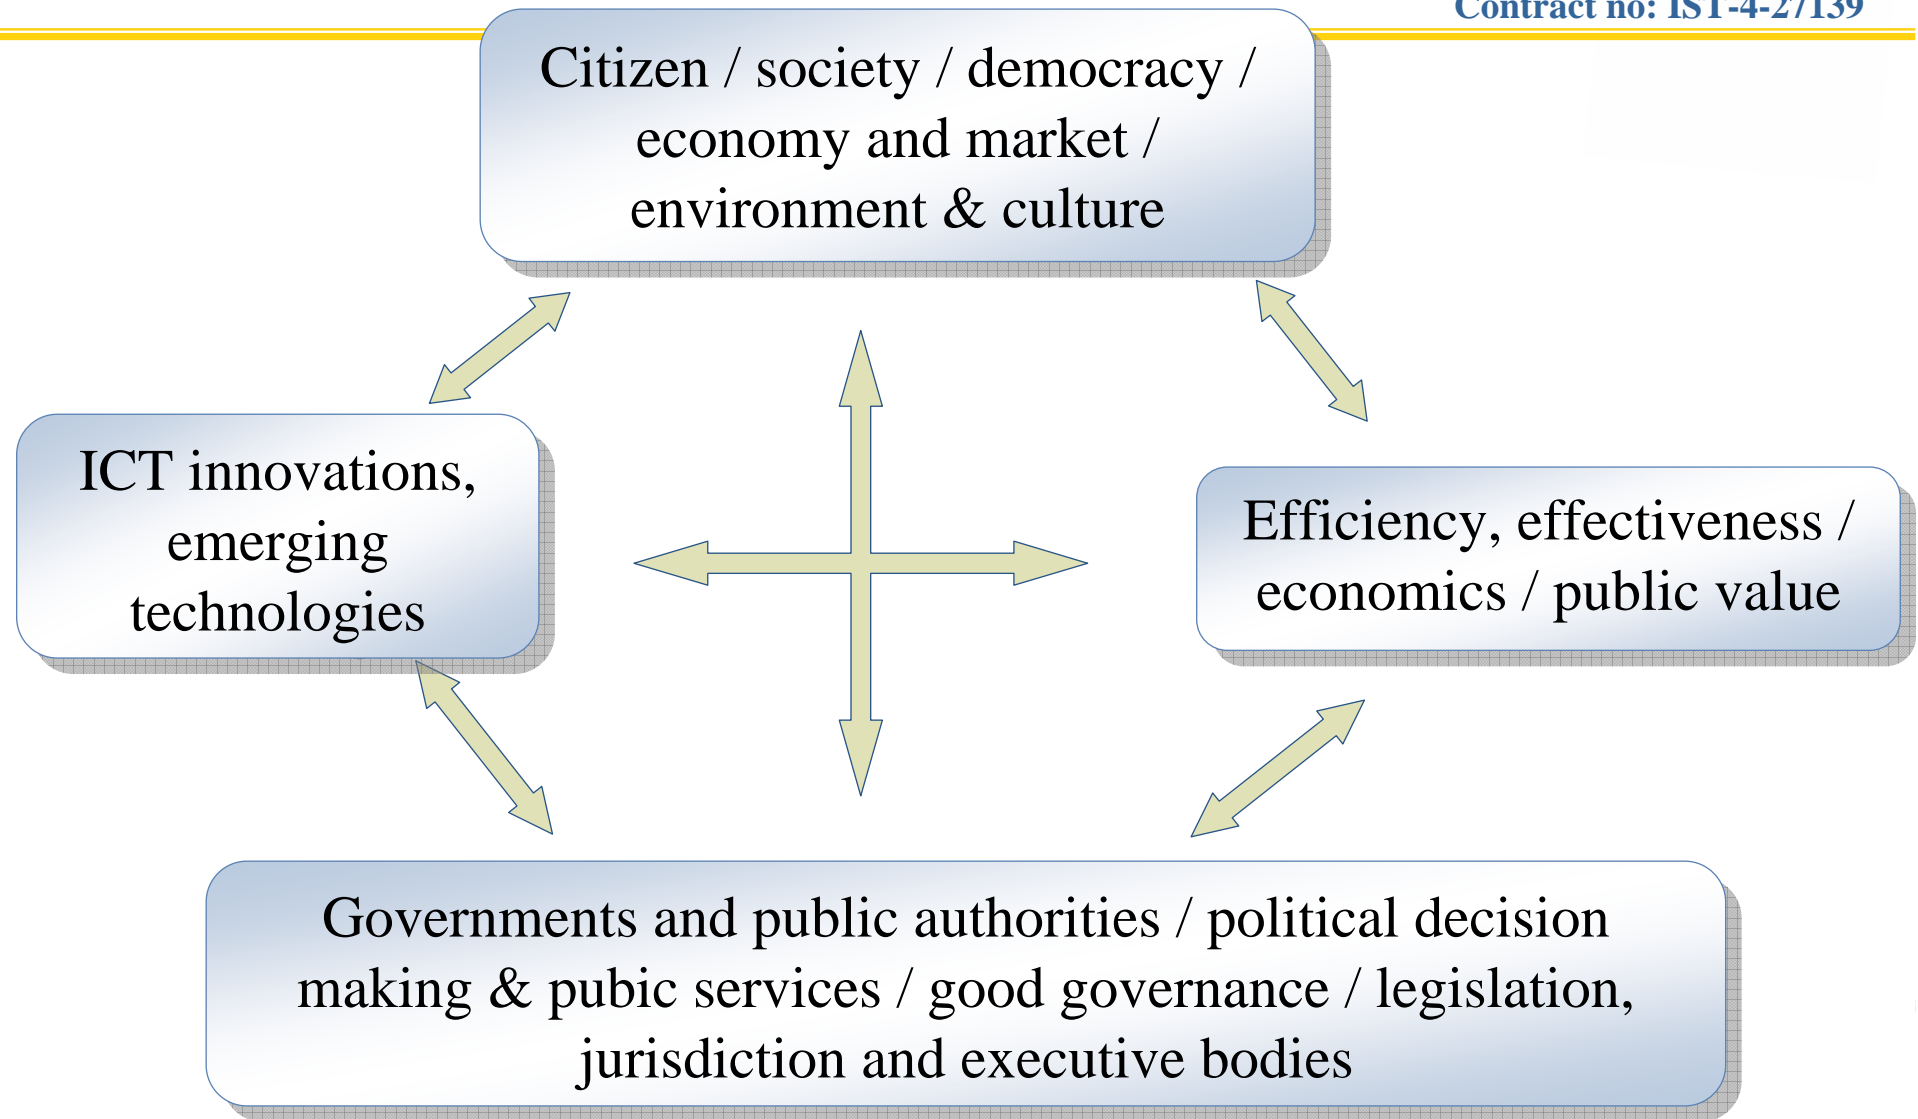 Contract no: IST-4-27139
Citizen / society / democracy /
economy and market /
environment & culture
ICT innovations,
emerging
technologies
Efficiency, effectiveness /
economics / public value
Governments and public authorities / political decision
making & pubic services / good governance / legislation,
jurisdiction and executive bodies